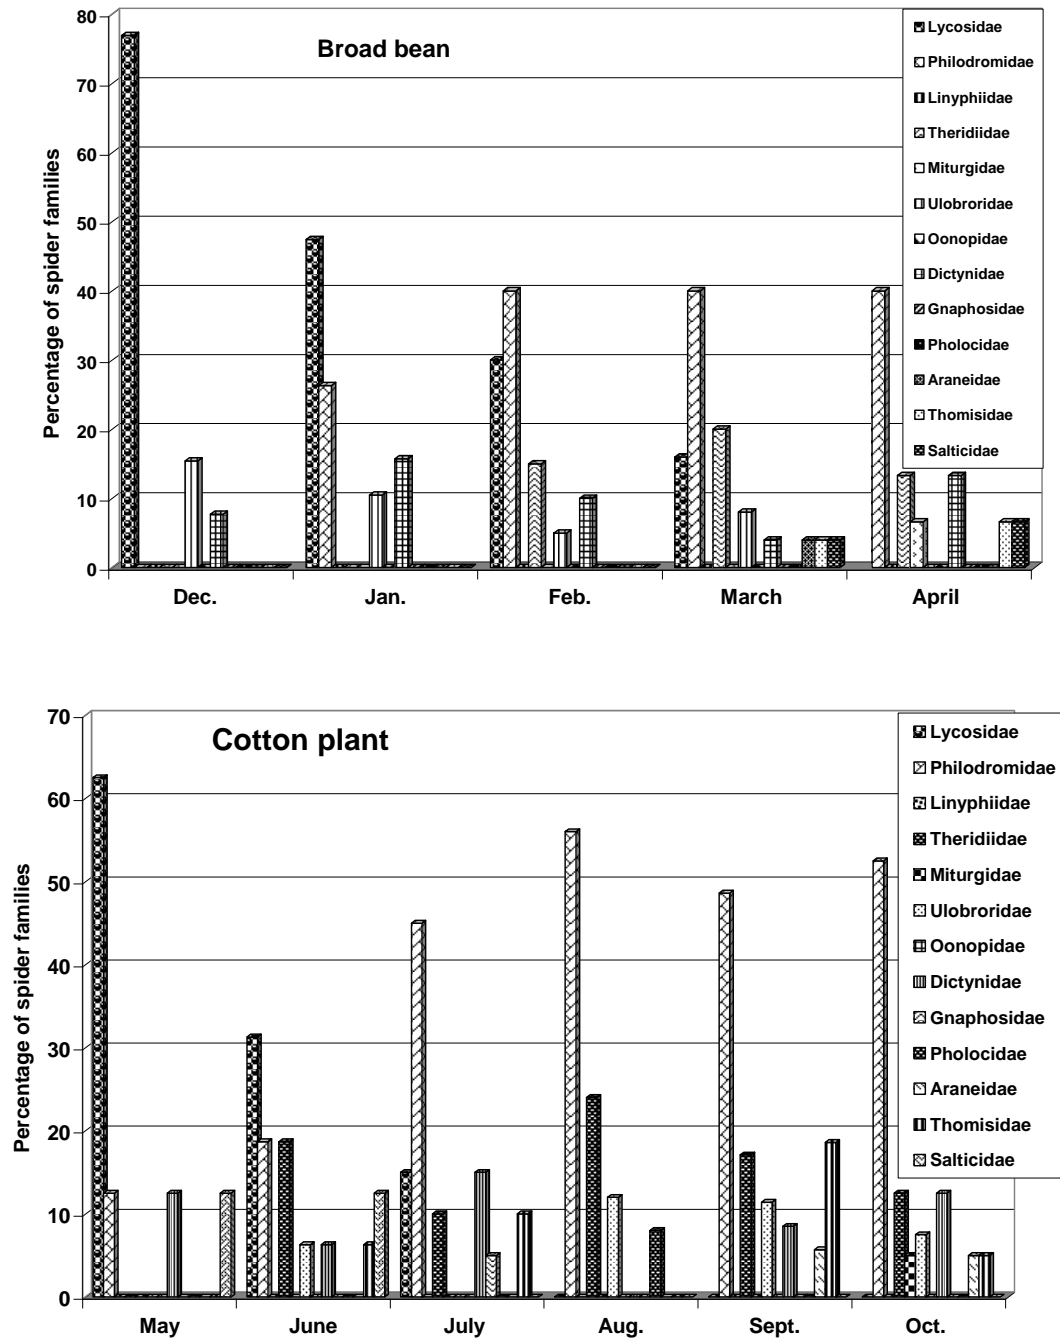 Broad bean
Percentage of spider families
80
70
60
50
40
30
20
10
0
Dec. Jan. Feb. March April
Lycosidae
Philodromidae
Linyphiidae
Theridiidae
Miturgidae
Ulobroridae
Oonopidae
Dictynidae
Gnaphosidae
Pholocidae
Araneidae
Thomisidae
Salticidae
Cotton plant
Percentage of spider families
70
60
50
40
30
20
10
0
May June July Aug. Sept. Oct.
Lycosidae
Philodromidae
Linyphiidae
Theridiidae
Miturgidae
Ulobroridae
Oonopidae
Dictynidae
Gnaphosidae
Pholocidae
Araneidae
Thomisidae
Salticidae